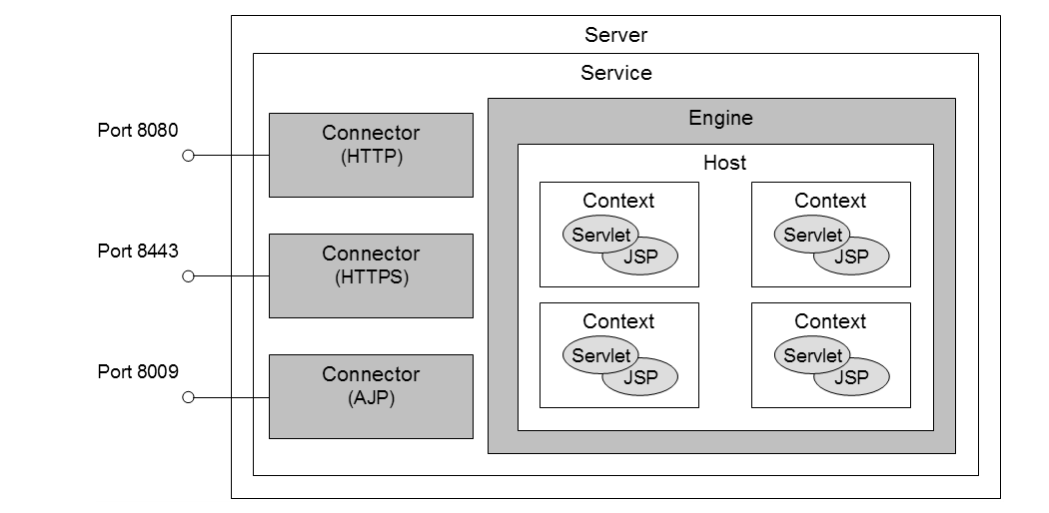 Server
Service
Port 8080
Connector
(HTTP)
Port 8443
Connector
(HTTPS)
Port 8009
Connector
(AJP)
Engine
Host
Context
Servlet
JSP
Context
Servlet
JSP
Context
Servlet
JSP
Context
Servlet
JSP